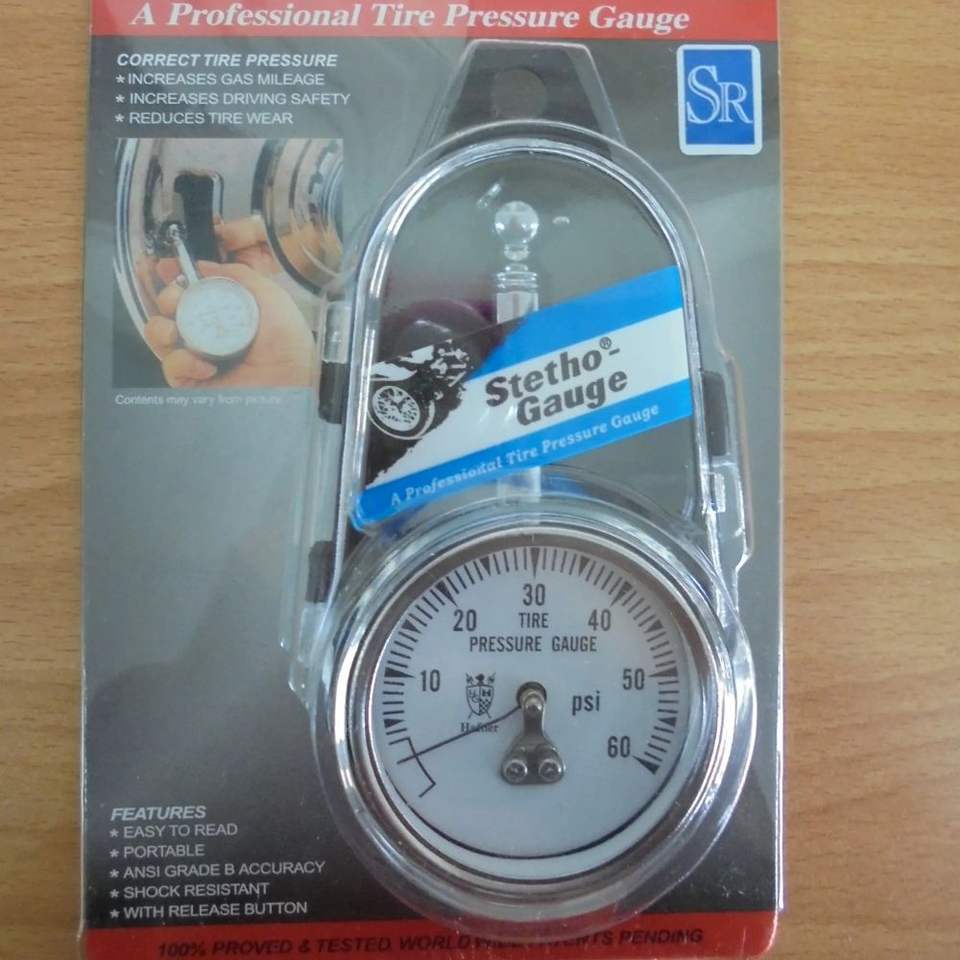 A Professional Tire Pressure Gauge
CORRECT TIRE PRESSURE
* INCREASES GAS MILEAGE
* INCREASES DRIVING SAFETY
* REDUCES TIRE WEAR
SR
Contents may vary from picture
Stetho®-
Gauge
A Professional Tire Pressure Gauge
30
20 TIRE 40
PRESSURE GAUGE
10 50
psi
60
FEATURES
* EASY TO READ
* PORTABLE
* ANSI GRADE B ACCURACY
* SHOCK RESISTANT
* WITH RELEASE BUTTON
100% PROVED & TESTED. PENDING